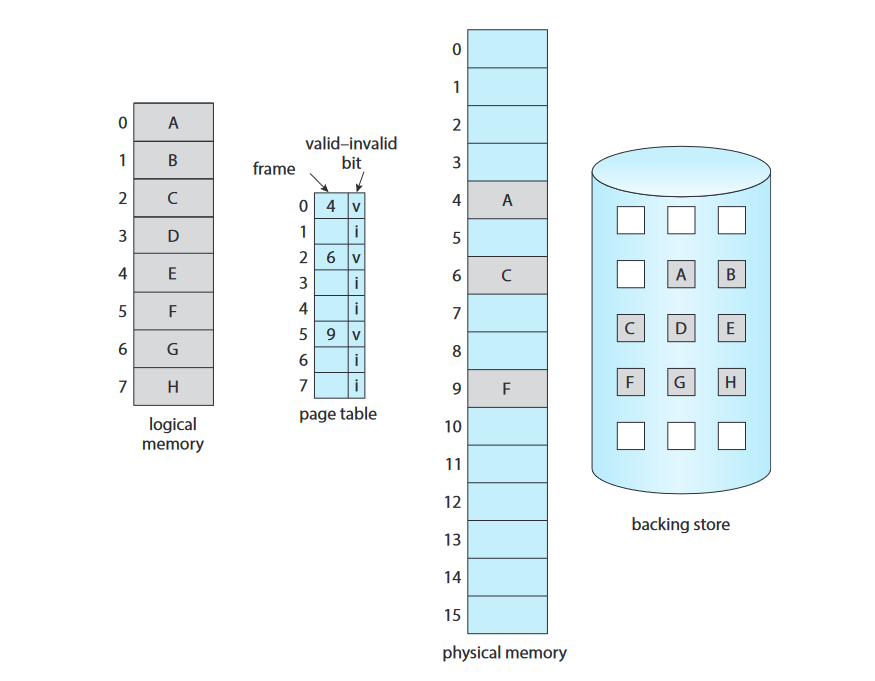 0 A
1 B
2 C
3 D
4 E
5 F
6 G
7 H
logical
memory
valid–invalid
bit
frame
0 4 v
1 i
2 6 v
3 i
4 i
5 9 v
6 i
7 i
page table
0
1
2
3
4 A
5
6 C
7
8
9 F
10
11
12
13
14
15
physical memory
A B
C D E
F G H
backing store